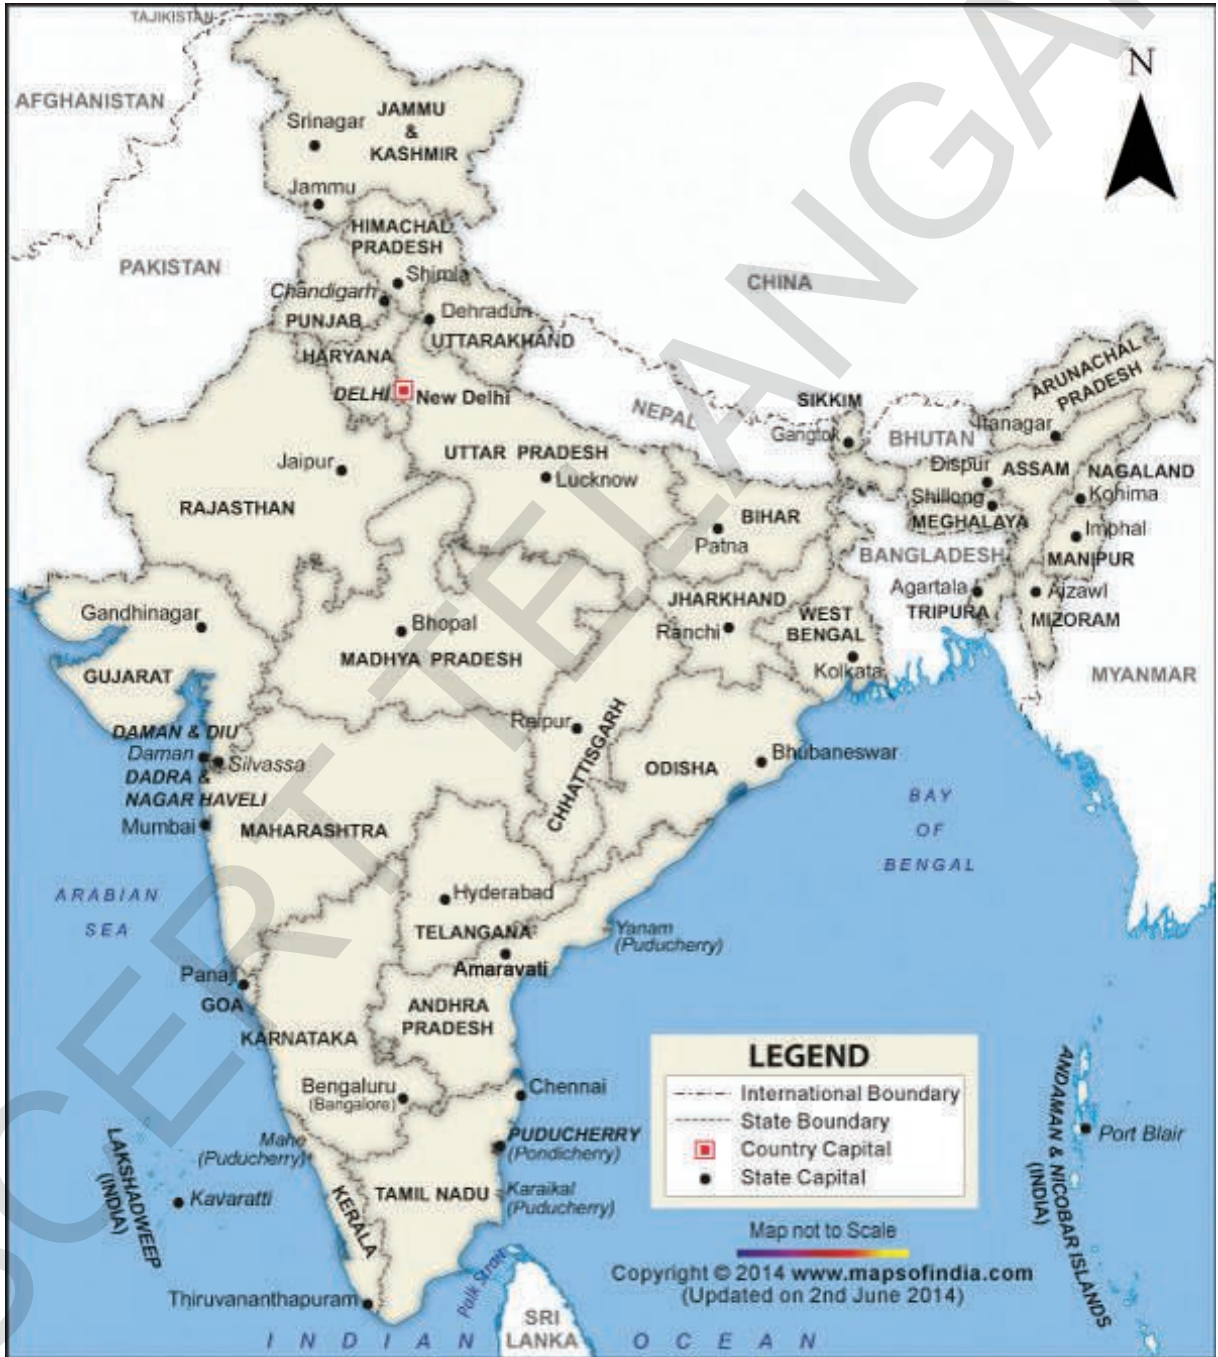 TAJIKISTAN
AFGHANISTAN
N
JAMMU
&
KASHMIR
Srinagar
Jammu
HIMACHAL
PRADESH
PAKISTAN
Shimla
CHINA
Chandigarh
PUNJAB
Dehradun
UTTARAKHAND
HARYANA
DELHI
New Delhi
ARUNACHAL
PRADESH
NEPAL
SIKKIM
Gangtok
BHUTAN
Itanagar
Jaipur
UTTAR PRADESH
Lucknow
Dispur
ASSAM
NAGALAND
RAJASTHAN
Shillong
Kohima
BIHAR
MEGHALAYA
Patna
Imphal
BANGLADESH
MANIPUR
Gandhinagar
Agartala
Aizawl
JHARKHAND
TRIPURA
MIZORAM
Bhopal
Ranchi
WEST
BENGAL
MADHYA PRADESH
GUJARAT
Kolkata
MYANMAR
Raipur
CHHATTISGARH
DAMAN & DIU
Daman
Silvassa
DADRA &
NAGAR HAVELI
ODISHA
Bhubaneswar
Mumbai
MAHARASHTRA
BAY
OF
BENGAL
ARABIAN
SEA
Hyderabad
TELANGANA
Yanam
(Puducherry)
Amaravati
Panaji
GOA
ANDHRA
PRADESH
KARNATAKA
Bengaluru
(Bangalore)
Chennai
LEGEND
International Boundary
State Boundary
Country Capital
State Capital
Map not to Scale
Copyright © 2014 www.mapsofindia.com
(Updated on 2nd June 2014)
ANDAMAN & NICOBAR ISLANDS
(INDIA)
Port Blair
Mahe
(Puducherry)
PUDUCHERRY
(Pondicherry)
LAKSHADWEEP
(INDIA)
Kavaratti
KERALA
TAMIL NADU
Karaikal
(Puducherry)
Thiruvananthapuram
Palk Strait
SRI
LANKA
INDIAN OCEAN
SCERT TELANGANA